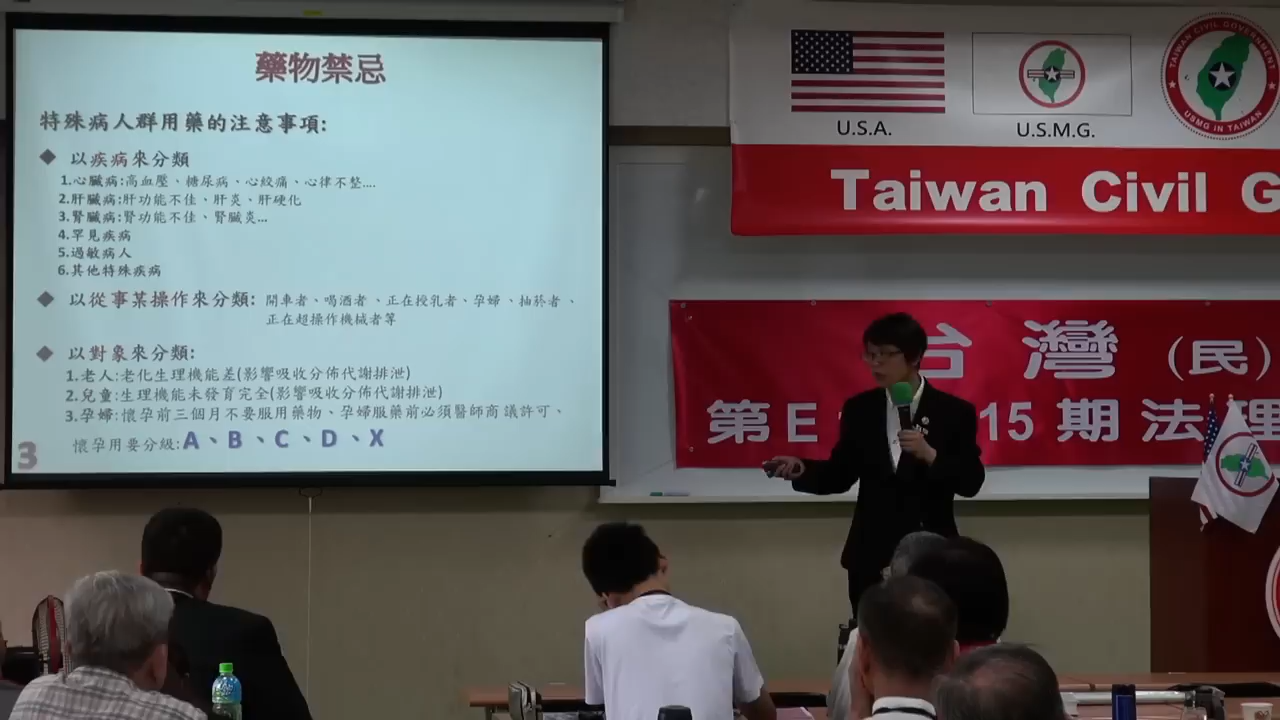 藥物禁忌
特殊病人群用藥的注意事項:
◆ 以疾病來分類
1.心臟病:高血壓、糖尿病、心絞痛、心律不整....
2.肝臟病:肝功能不佳、肝炎、肝硬化
3.腎臟病:腎功能不佳、腎臟炎...
4.罕見疾病
5.過敏病人
6.其他特殊疾病
◆ 以從事某操作來分類: 開車者、喝酒者、正在授乳者、孕婦、抽菸者、
正在超操作機械者等
◆ 以對象來分類:
1.老人:老化生理機能差(影響吸收分佈代謝排泄)
2.兒童:生理機能未發育完全(影響吸收分佈代謝排泄)
3.孕婦:懷孕前三個月不要服用藥物、孕婦服藥前必須醫師商議許可、
懷孕用要分級:A、B、C、D、X
3
U.S.A.
U.S.M.G.
TAIWAN CIVIL GOVERNMENT
USMG IN TAIWAN
Taiwan Civil G
台灣(民)
第E 15期法理